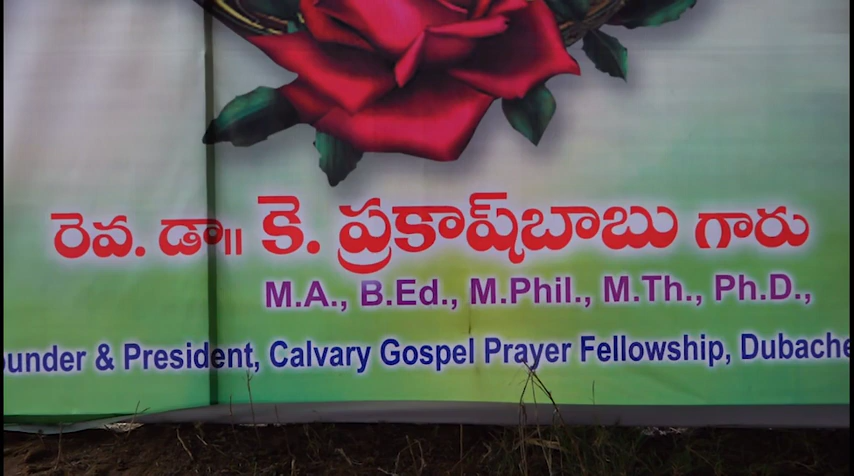 రెవ. డా॥ కె. ప్రకాష్‌బాబు గారు
M.A., B.Ed., M.Phil., M.Th., Ph.D.,
ounder & President, Calvary Gospel Prayer Fellowship, Dubache